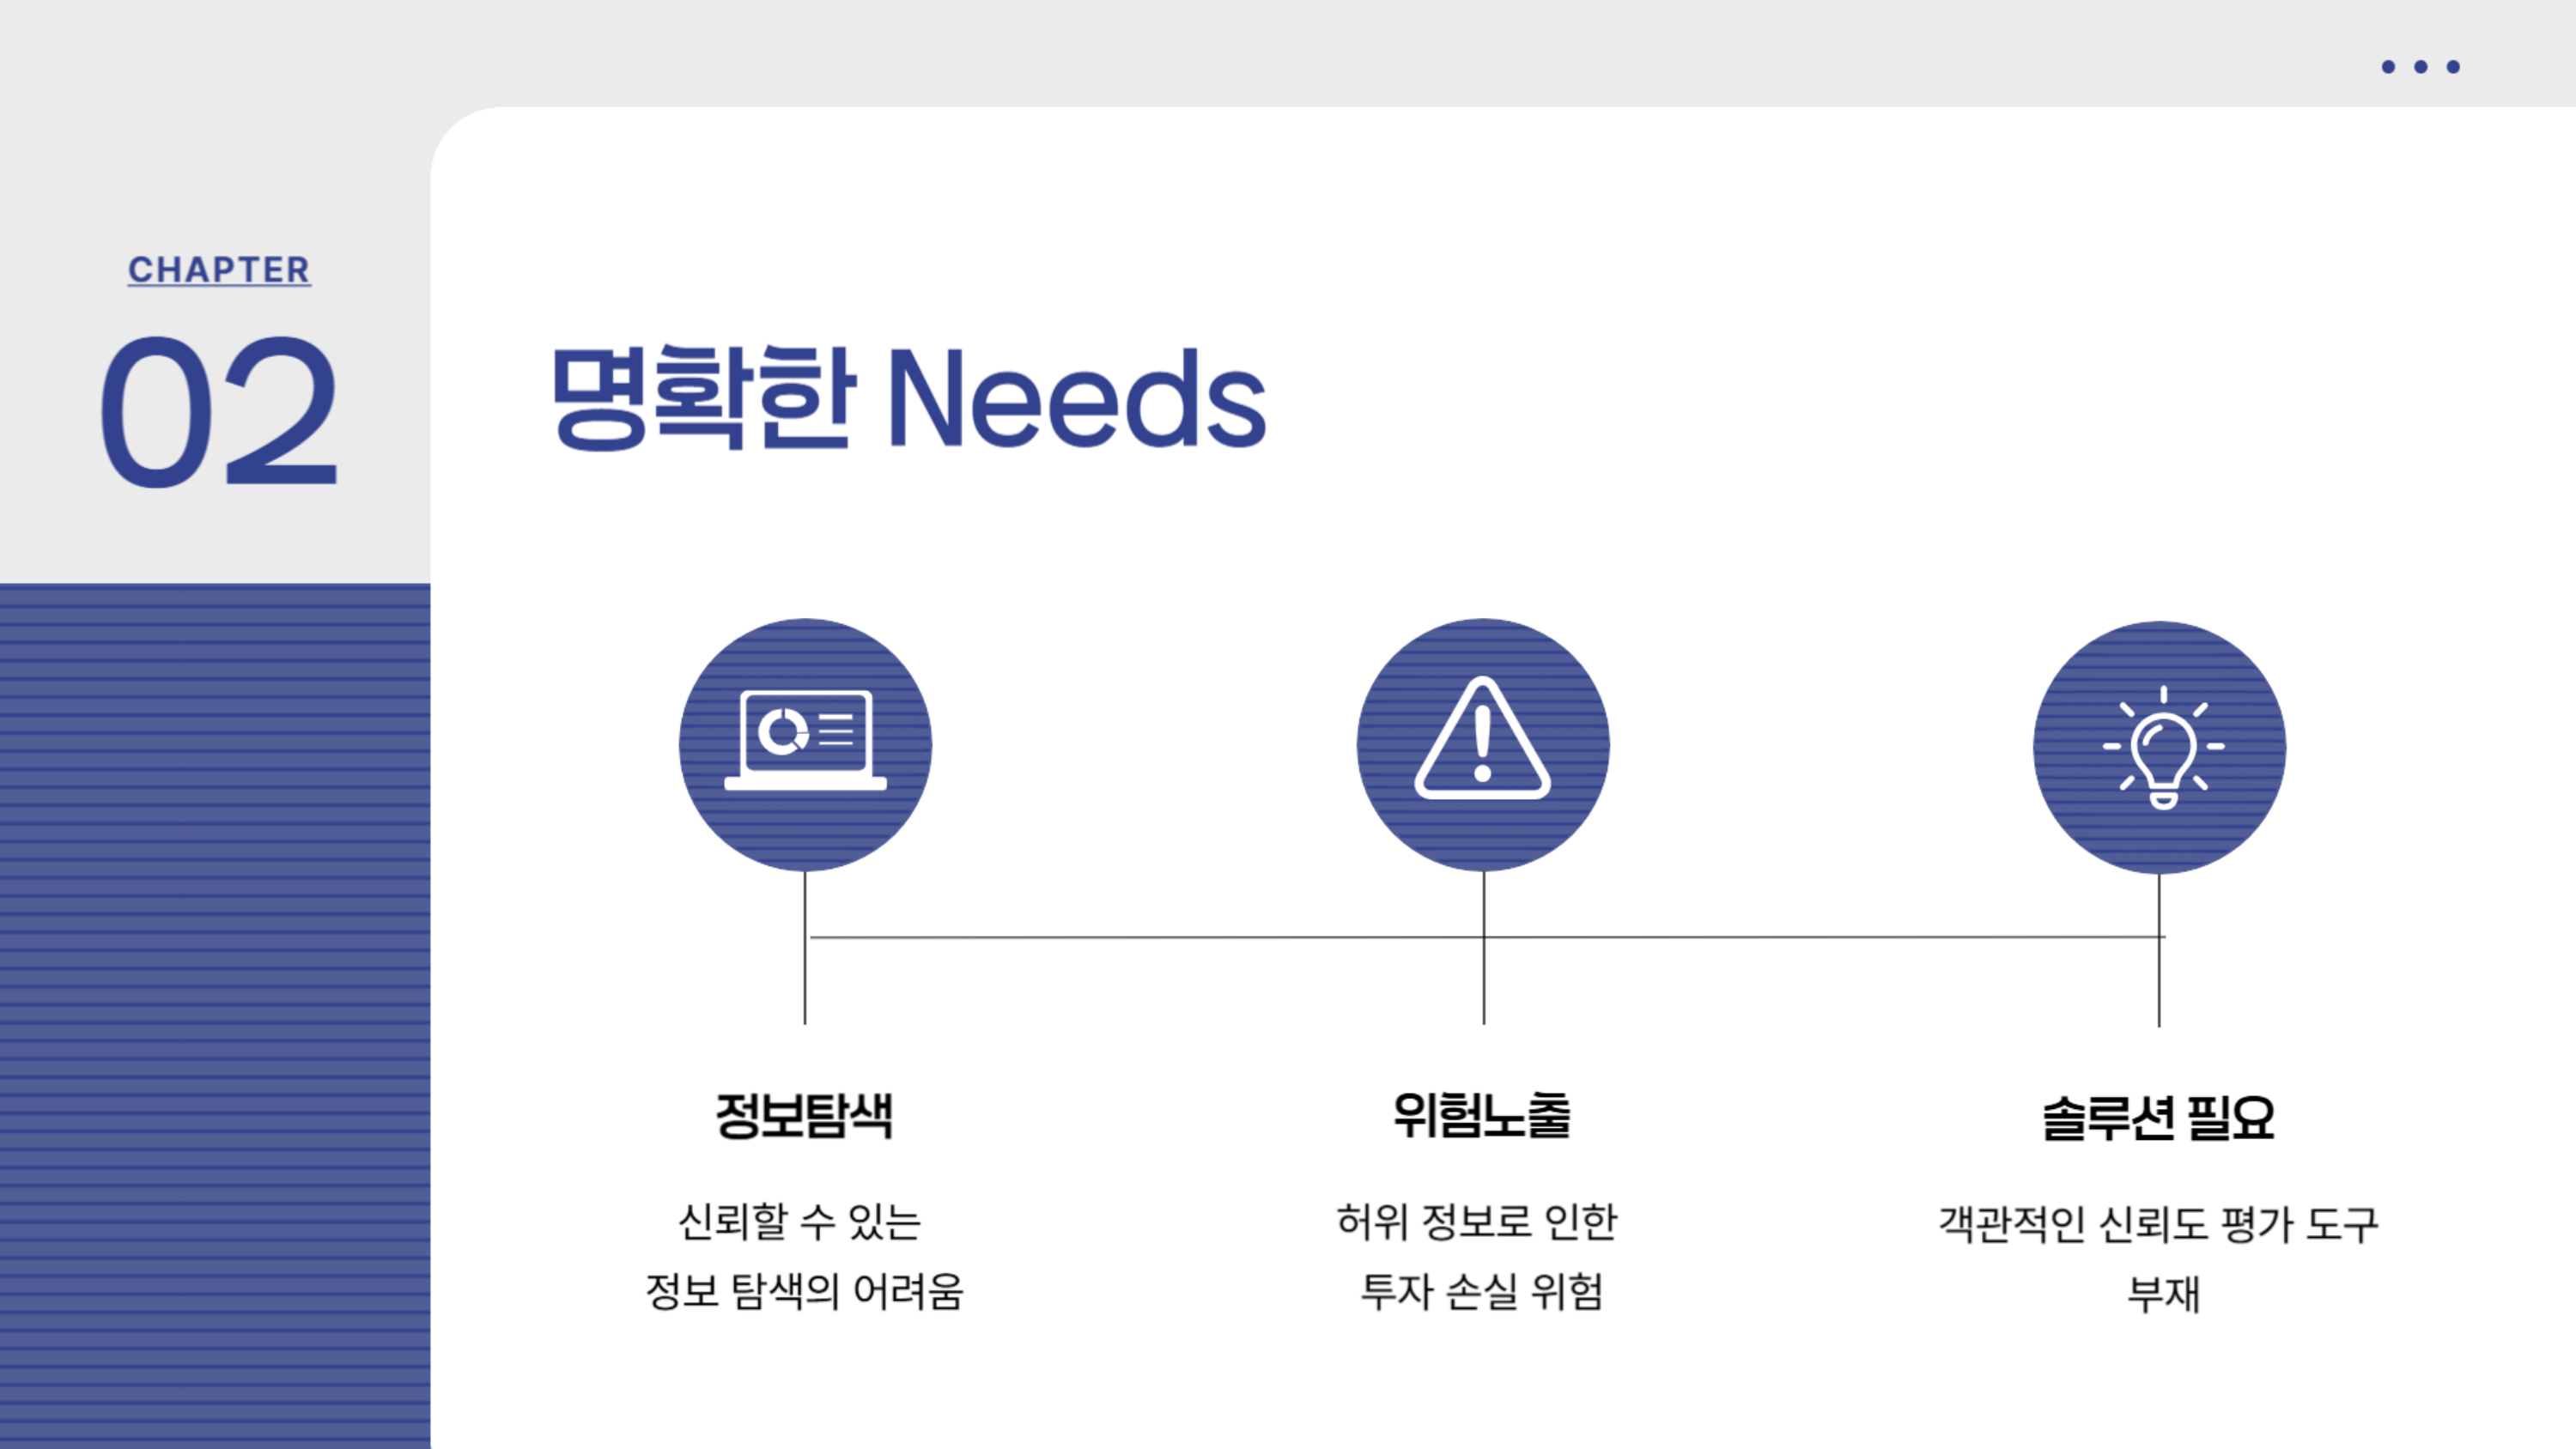 CHAPTER
02
명확한 Needs
정보탐색
신뢰할 수 있는
정보 탐색의 어려움
위험노출
허위 정보로 인한
투자 손실 위험
솔루션 필요
객관적인 신뢰도 평가 도구
부재